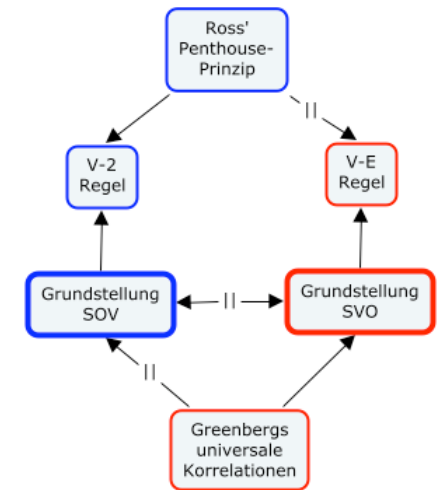 Ross'
Penthouse-
Prinzip
||
V-2
Regel
V-E
Regel
Grundstellung
SOV
||
Grundstellung
SVO
||
Greenbergs
universale
Korrelationen